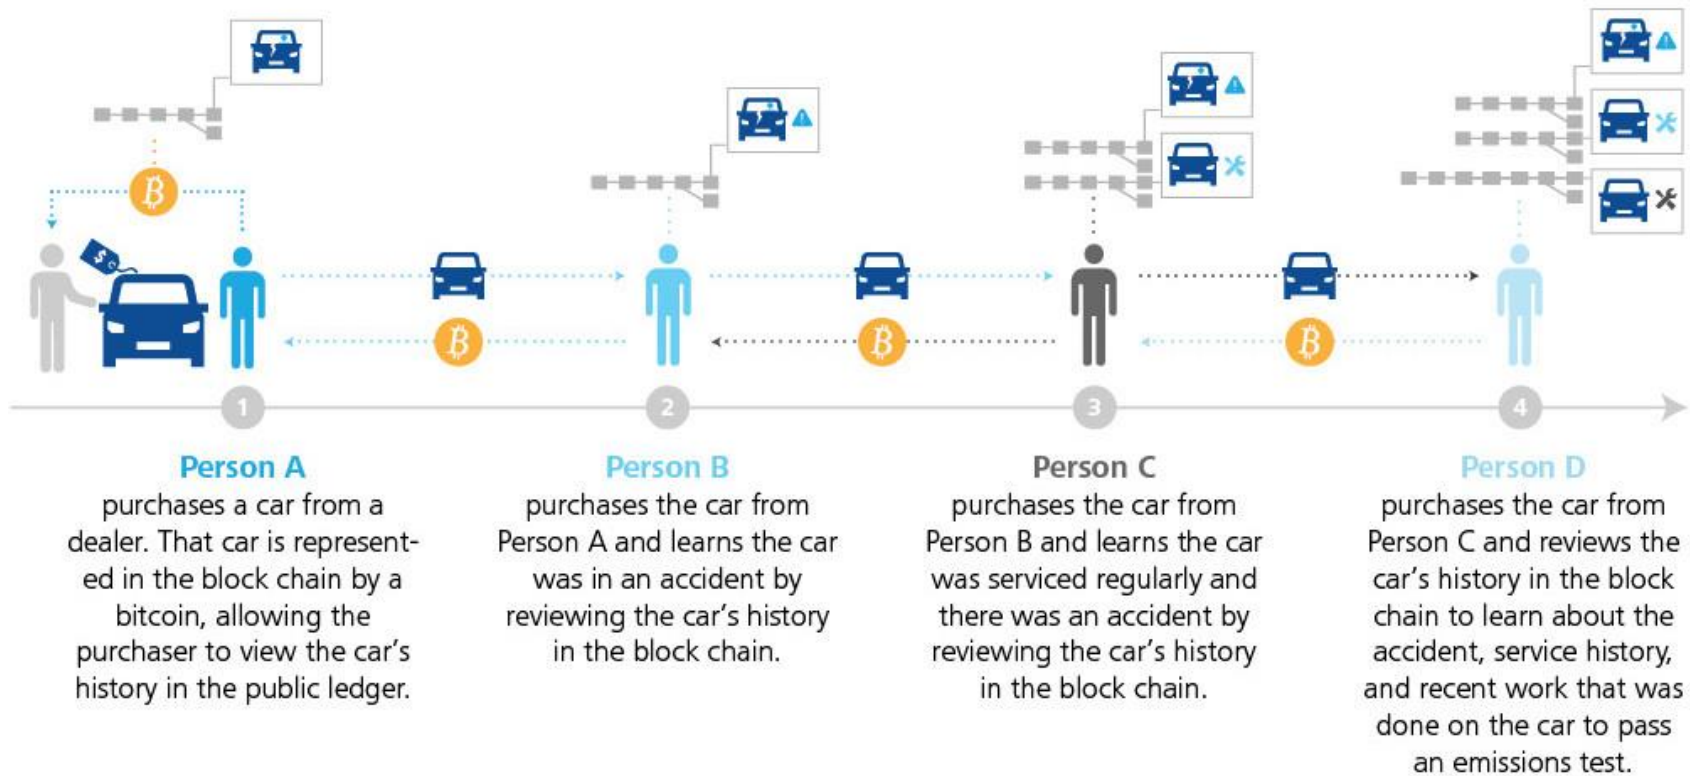 1
2
3
4
Person A
purchases a car from a
dealer. That car is represent-
ed in the block chain by a
bitcoin, allowing the
purchaser to view the car’s
history in the public ledger.
Person B
purchases the car from
Person A and learns the car
was in an accident by
reviewing the car’s history
in the block chain.
Person C
purchases the car from
Person B and learns the car
was serviced regularly and
there was an accident by
reviewing the car’s history
in the block chain.
Person D
purchases the car from
Person C and reviews the
car’s history in the block
chain to learn about the
accident, service history,
and recent work that was
done on the car to pass
an emissions test.